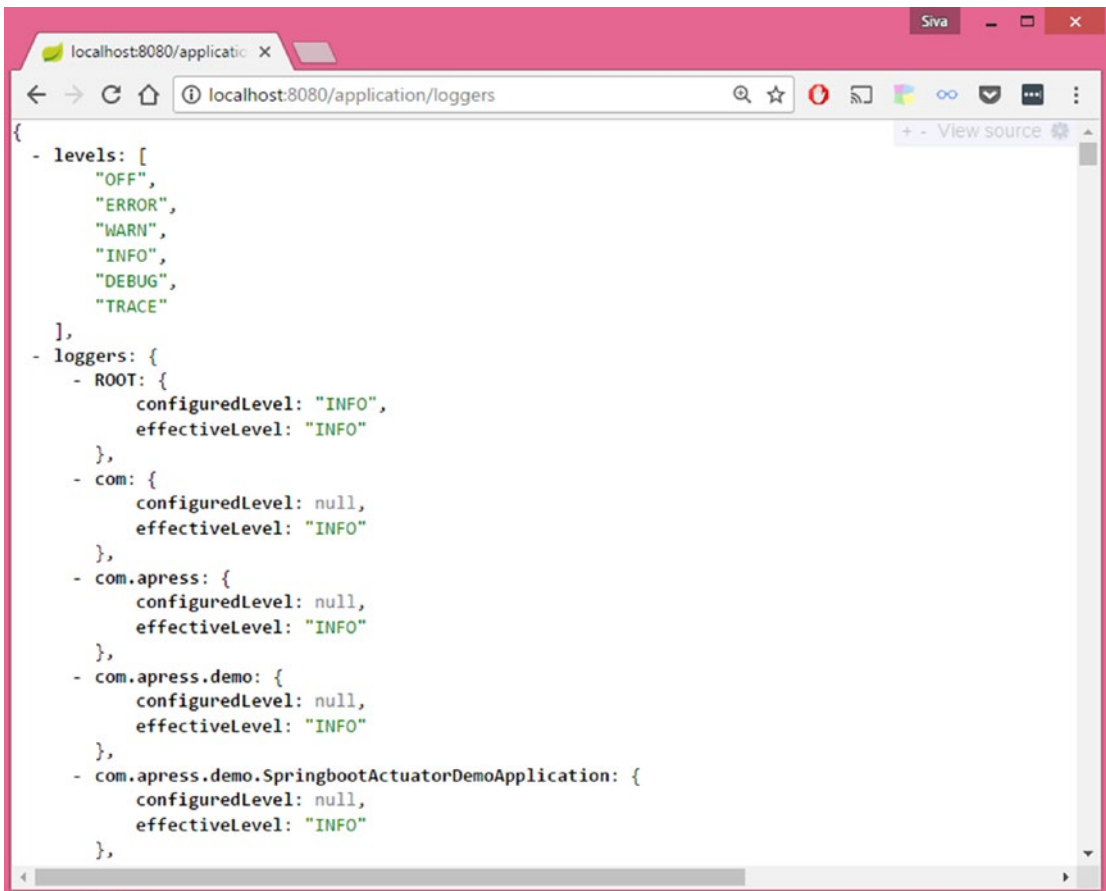 Siva
localhost:8080/applicatio
localhost:8080/application/loggers
+ - View source
{
- levels: [
"OFF",
"ERROR",
"WARN",
"INFO",
"DEBUG",
"TRACE"
],
- loggers: {
- ROOT: {
configuredLevel: "INFO",
effectiveLevel: "INFO"
},
- com: {
configuredLevel: null,
effectiveLevel: "INFO"
},
- com.apress: {
configuredLevel: null,
effectiveLevel: "INFO"
},
- com.apress.demo: {
configuredLevel: null,
effectiveLevel: "INFO"
},
- com.apress.demo.SpringbootActuatorDemoApplication: {
configuredLevel: null,
effectiveLevel: "INFO"
},